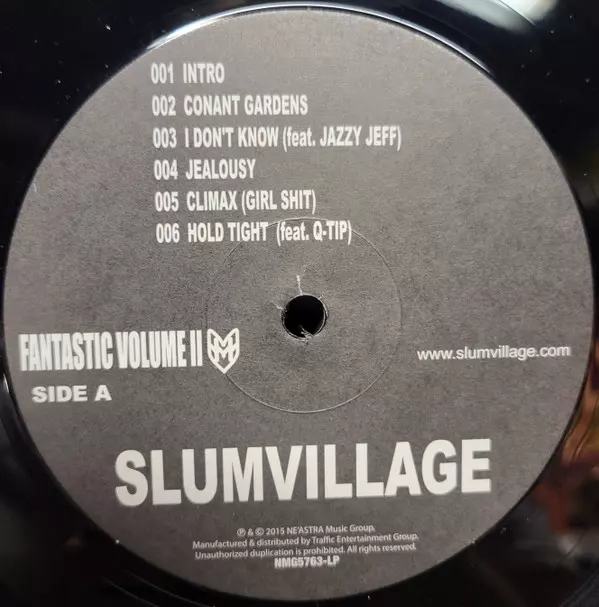 001 INTRO
002 CONANT GARDENS
003 I DON'T KNOW (feat. JAZZY JEFF)
004 JEALOUSY
005 CLIMAX (GIRL SHIT)
006 HOLD TIGHT (feat. Q-TIP)
FANTASTIC VOLUME II
www.slumvillage.com
SIDE A
SLUMVILLAGE
℗ & © 2015 NE'ASTRA Music Group.
Manufactured & distributed by Traffic Entertainment Group.
Unauthorized duplication is prohibited. All rights reserved.
NMG5763-LP